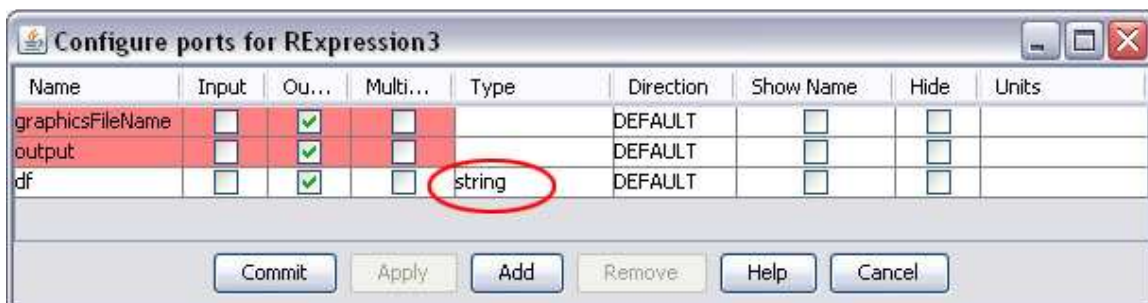 Configure ports for RExpression3
Name Input Ou... Multi... Type Direction Show Name Hide Units
graphicsFileName DEFAULT
output DEFAULT
df string DEFAULT
Commit Apply Add Remove Help Cancel